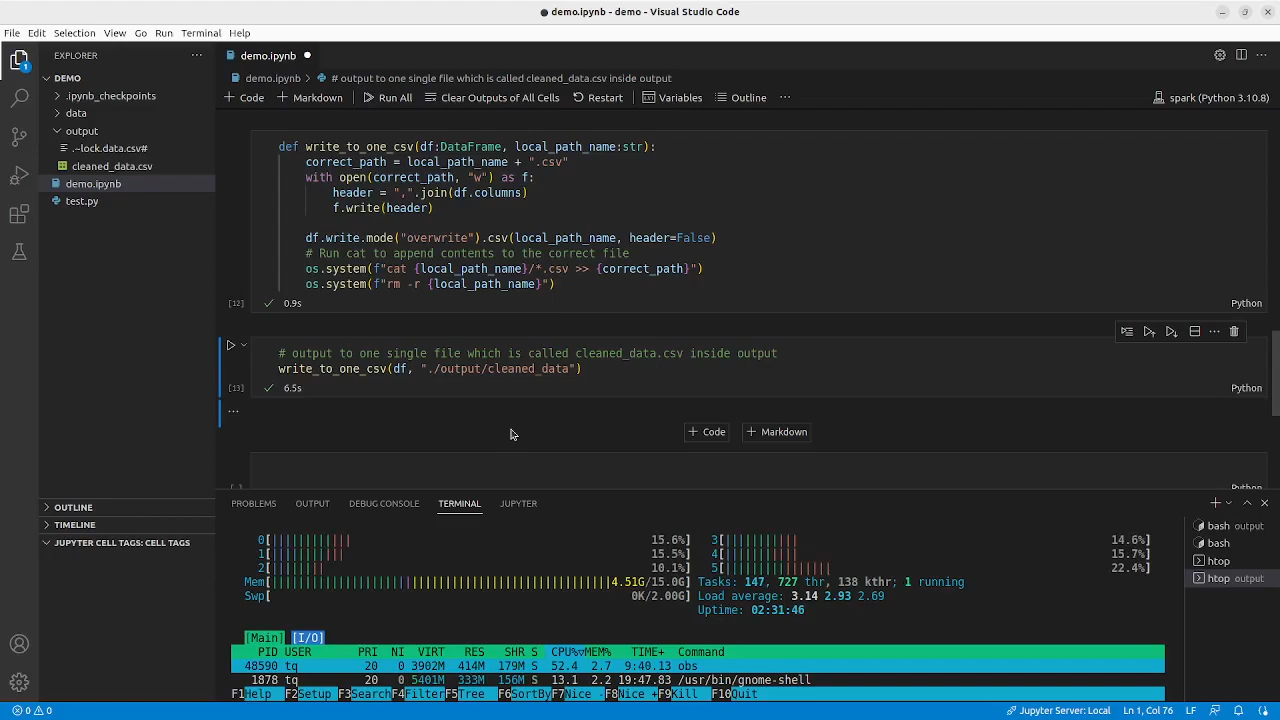 demo.ipynb - demo - Visual Studio Code
File Edit Selection View Go Run Terminal Help
EXPLORER
demo.ipynb
DEMO
demo.ipynb > # output to one single file which is called cleaned_data.csv inside output
.ipynb_checkpoints
+ Code + Markdown Run All Clear Outputs of All Cells Restart Variables Outline ... spark (Python 3.10.8)
data
output
.~lock.data.csv#
cleaned_data.csv
demo.ipynb
test.py
def write_to_one_csv(df:DataFrame, local_path_name:str):
correct_path = local_path_name + ".csv"
with open(correct_path, "w") as f:
header = ",".join(df.columns)
f.write(header)
df.write.mode("overwrite").csv(local_path_name, header=False)
# Run cat to append contents to the correct file
os.system(f"cat {local_path_name}/*.csv >> {correct_path}")
os.system(f"rm -r {local_path_name}")
[12] 0.9s Python
# output to one single file which is called cleaned_data.csv inside output
write_to_one_csv(df, "./output/cleaned_data")
[13] 6.5s Python
...
+ Code + Markdown
[ ] Python
OUTLINE
TIMELINE
JUPYTER CELL TAGS: CELL TAGS
PROBLEMS OUTPUT DEBUG CONSOLE TERMINAL JUPYTER
0[ 15.6%] 3[ 14.6%]
1[ 15.5%] 4[ 15.7%]
2[ 10.1%] 5[ 22.4%]
Mem[ 4.51G/15.0G] Tasks: 147, 727 thr, 138 kthr; 1 running
Swp[ 0K/2.00G] Load average: 3.14 2.93 2.69
Uptime: 02:31:46
[Main] [I/O]
PID USER PRI NI VIRT RES SHR S CPU%▽MEM% TIME+ Command
48590 tq 20 0 3902M 414M 179M S 52.4 2.7 9:40.13 obs
1880 tq 20 0 5401M 333M 156M S 13.1 2.2 19:47.83 /usr/bin/gnome-shell
F1Help F2Setup F3SearchF4FilterF5Tree F6SortByF7Nice -F8Nice +F9Kill F10Quit
bash output
bash
htop
htop output
0 0 Jupyter Server: Local Ln 1, Col 76 LF